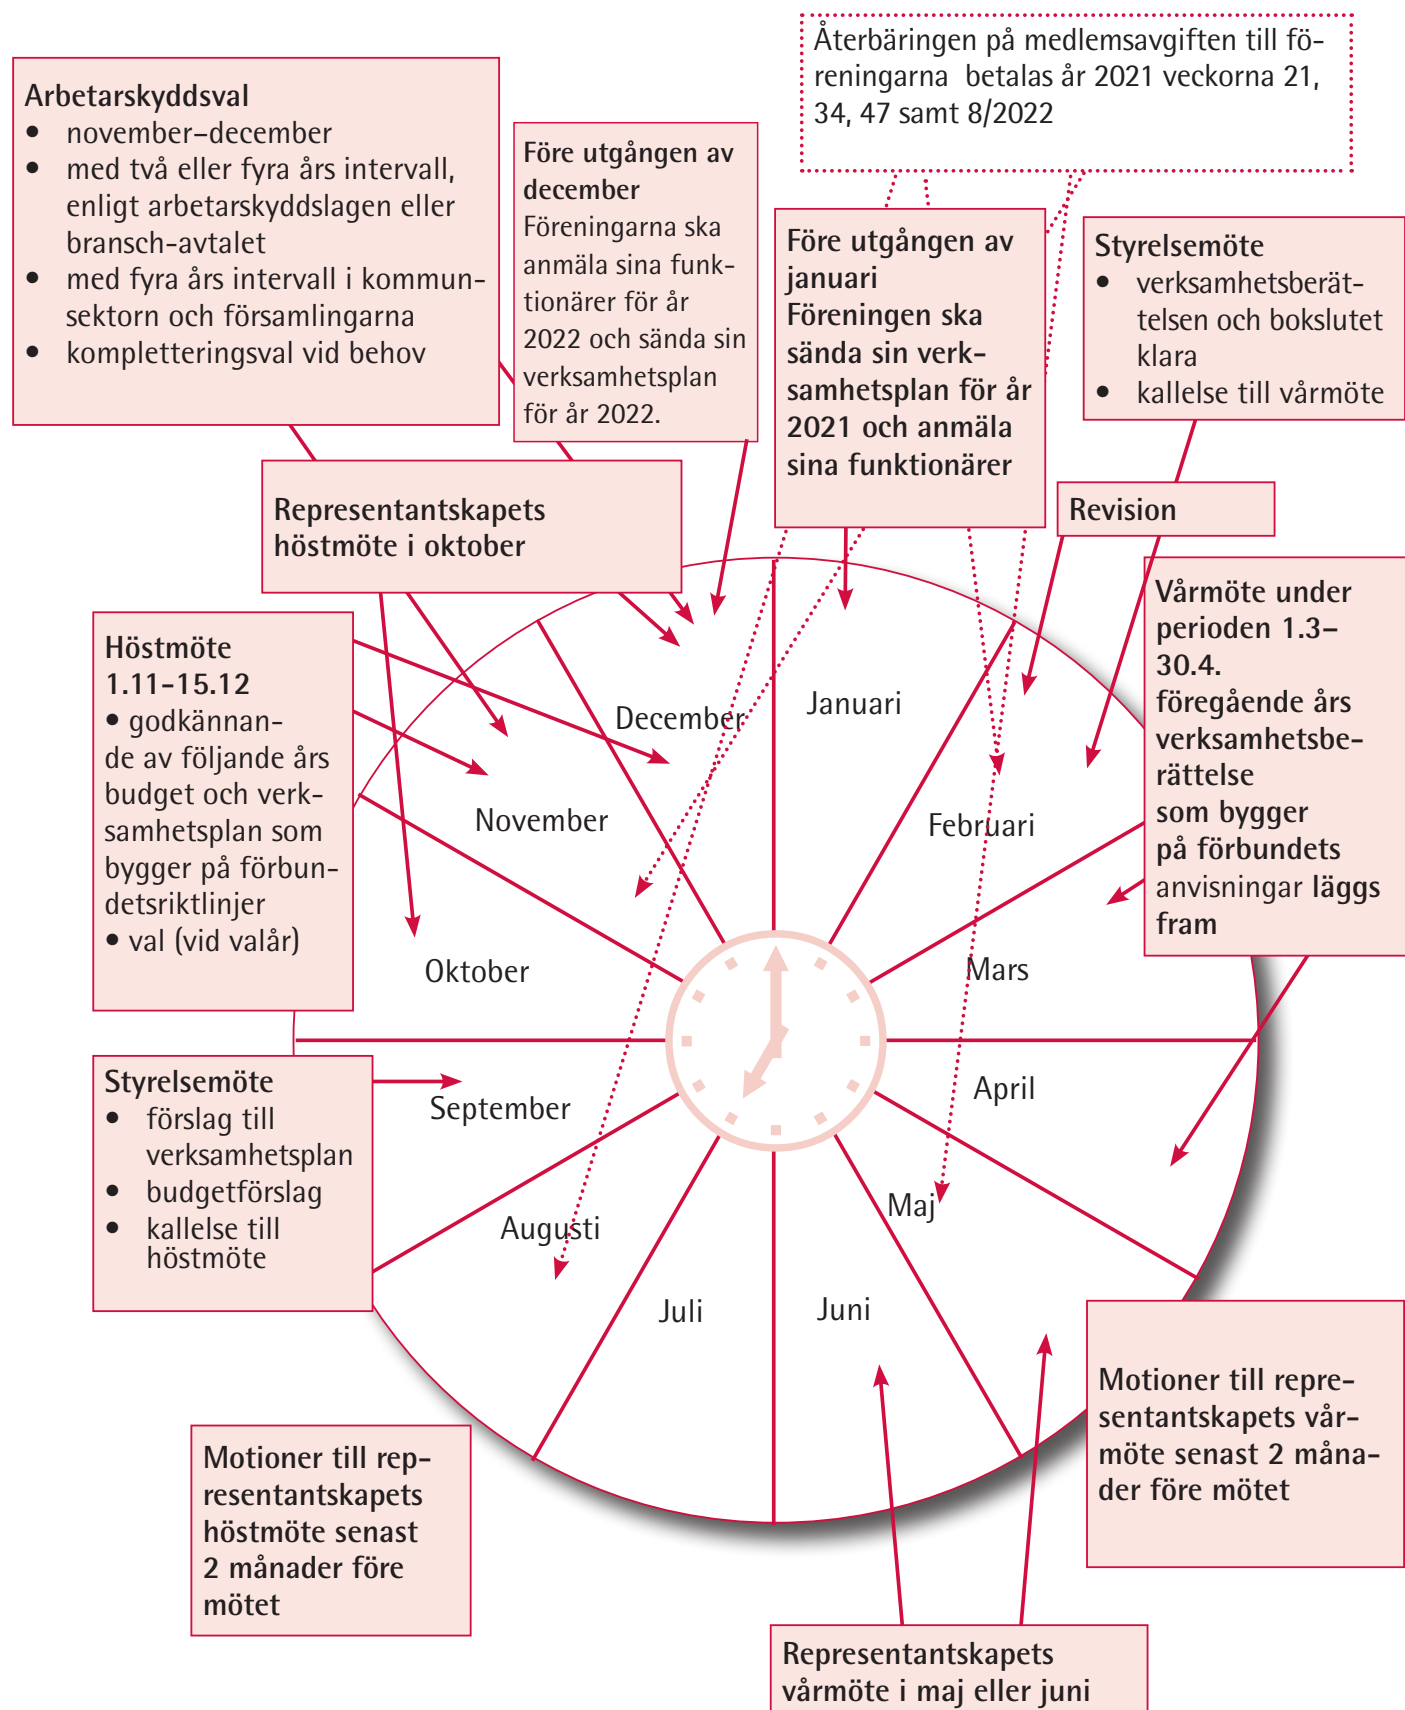 Återbäringen på medlemsavgiften till fö-
reningarna  betalas år 2021 veckorna 21,
34, 47 samt 8/2022
Arbetarskyddsval
• november–december
• med två eller fyra års intervall,
enligt arbetarskyddslagen eller
bransch-avtalet
• med fyra års intervall i kommun-
sektorn och församlingarna
• kompletteringsval vid behov
Före utgången av
december
Föreningarna ska
anmäla sina funk-
tionärer för år
2022 och sända sin
verksamhetsplan
för år 2022.
Före utgången av
januari
Föreningen ska
sända sin verk-
samhetsplan för år
2021 och anmäla
sina funktionärer
Styrelsemöte
• verksamhetsberät-
telsen och bokslutet
klara
• kallelse till vårmöte
Representantskapets
höstmöte i oktober
Revision
Vårmöte under
perioden 1.3–
30.4.
föregående års
verksamhetsbe-
rättelse
som bygger
på förbundets
anvisningar läggs
fram
Höstmöte
1.11-15.12
• godkännan-
de av följande års
budget och verk-
samhetsplan som
bygger på förbun-
detsriktlinjer
• val (vid valår)
December
Januari
November
Februari
Oktober
Mars
September
April
Augusti
Maj
Juli
Juni
Styrelsemöte
• förslag till
verksamhetsplan
• budgetförslag
• kallelse till
höstmöte
Motioner till repre-
sentantskapets vår-
möte senast 2 måna-
der före mötet
Motioner till rep-
resentantskapets
höstmöte senast
2 månader före
mötet
Representantskapets
vårmöte i maj eller juni